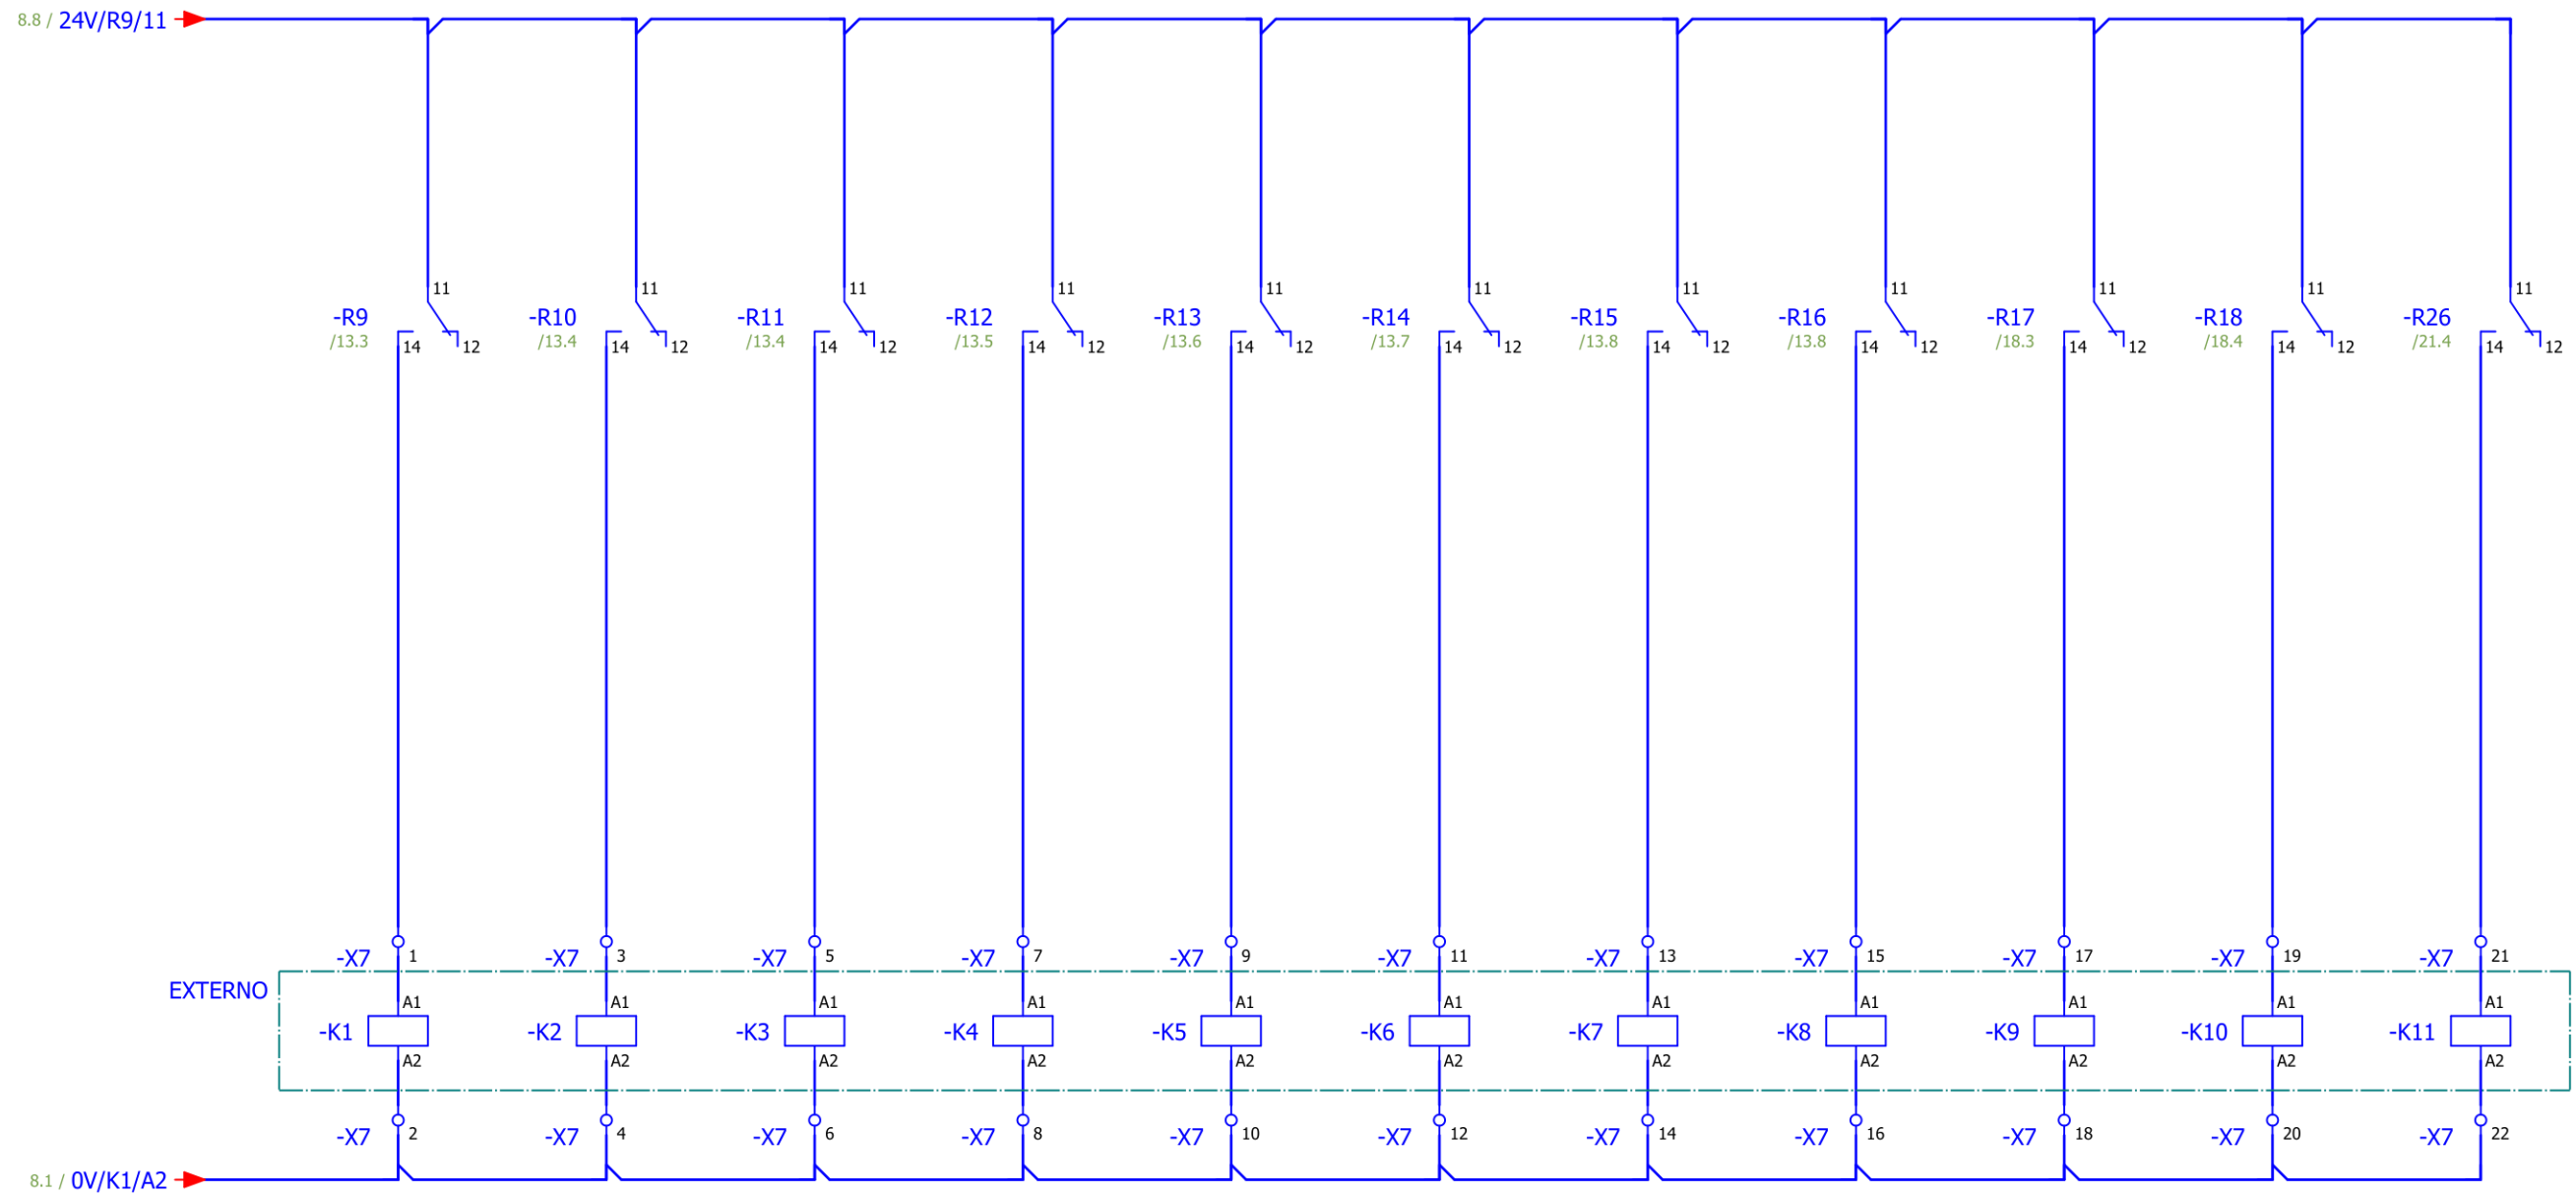 8.8 / 24V/R9/11
11 11 11 11 11 11 11 11 11 11 11
-R9 -R10 -R11 -R12 -R13 -R14 -R15 -R16 -R17 -R18 -R26
/13.3 /13.4 /13.4 /13.5 /13.6 /13.7 /13.8 /13.8 /18.3 /18.4 /21.4
14 12 14 12 14 12 14 12 14 12 14 12 14 12 14 12 14 12 14 12 14 12
-X7 1 -X7 3 -X7 5 -X7 7 -X7 9 -X7 11 -X7 13 -X7 15 -X7 17 -X7 19 -X7 21
EXTERNO
A1 A1 A1 A1 A1 A1 A1 A1 A1 A1 A1
-K1 -K2 -K3 -K4 -K5 -K6 -K7 -K8 -K9 -K10 -K11
A2 A2 A2 A2 A2 A2 A2 A2 A2 A2 A2
-X7 2 -X7 4 -X7 6 -X7 8 -X7 10 -X7 12 -X7 14 -X7 16 -X7 18 -X7 20 -X7 22
8.1 / 0V/K1/A2